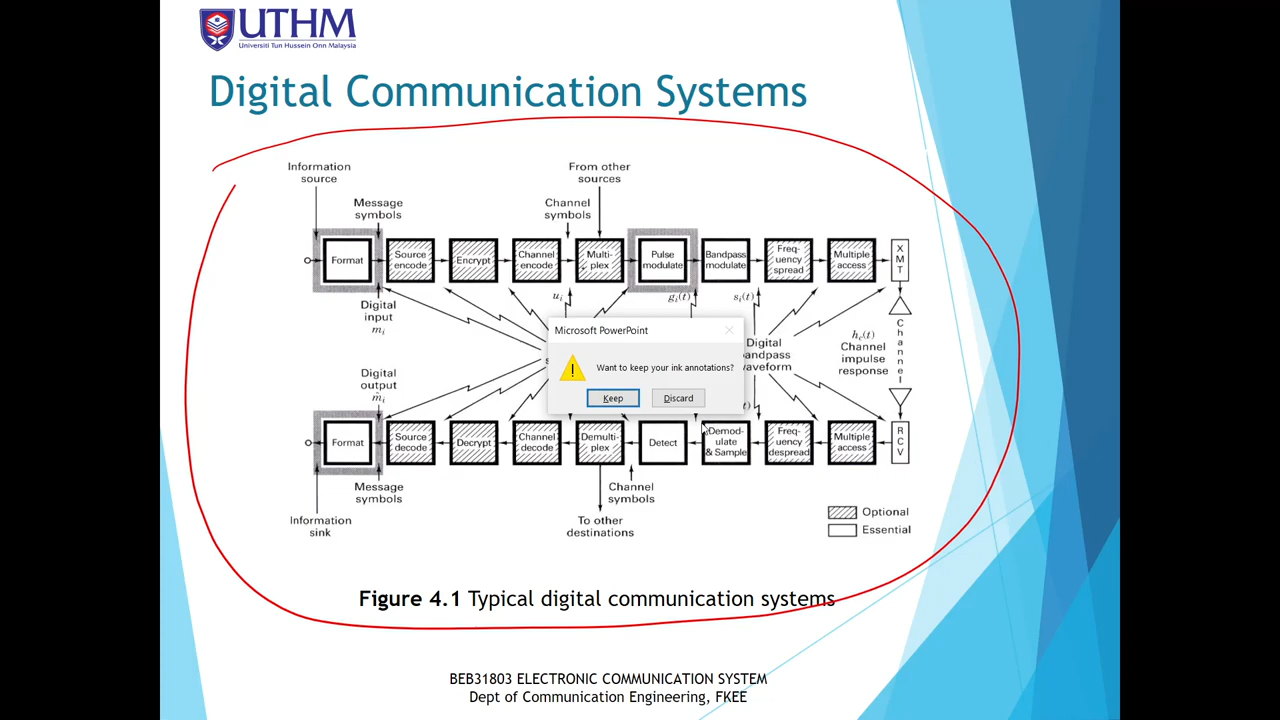 UTHM
Universiti Tun Hussein Onn Malaysia
Digital Communication Systems
Information
source
From other
sources
Message
symbols
Channel
symbols
Format
Source
encode
Encrypt
Channel
encode
Multi-
plex
Pulse
modulate
Bandpass
modulate
Freq-
uency
spread
Multiple
access
X
M
T
Digital
input
mi
ui
gi(t)
si(t)
Digital
bandpass
waveform
hc(t)
Channel
impulse
response
C
h
a
n
n
e
l
Microsoft PowerPoint
Want to keep your ink annotations?
Keep
Discard
Digital
output
m̂i
Format
Source
decode
Decrypt
Channel
decode
Demulti-
plex
Detect
Demod-
ulate
& Sample
Freq-
uency
despread
Multiple
access
R
C
V
Message
symbols
Channel
symbols
Information
sink
To other
destinations
Optional
Essential
Figure 4.1 Typical digital communication systems
BEB31803 ELECTRONIC COMMUNICATION SYSTEM
Dept of Communication Engineering, FKEE